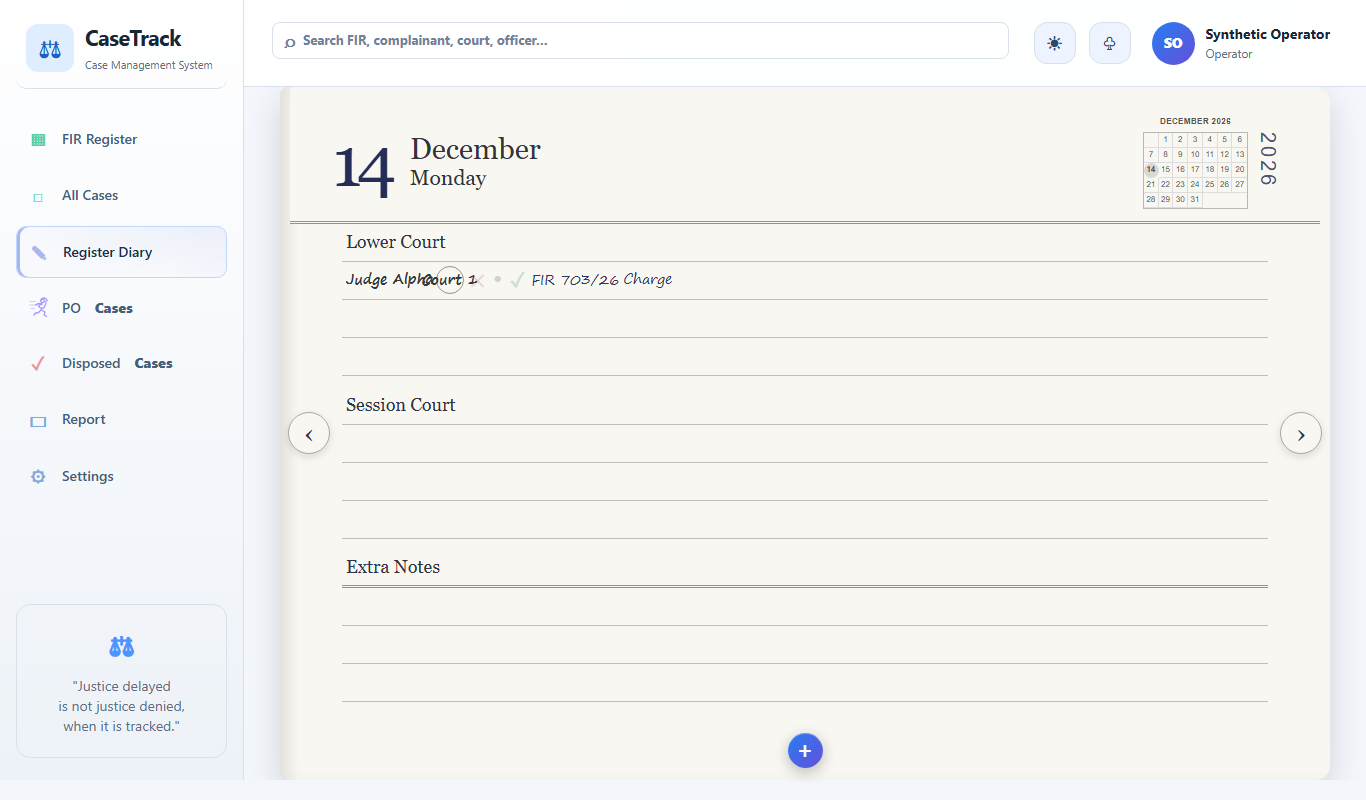 CaseTrack
Case Management System
Search FIR, complainant, court, officer...
SO
Synthetic Operator
Operator
FIR Register
All Cases
Register Diary
PO Cases
Disposed Cases
Report
Settings
"Justice delayed
is not justice denied,
when it is tracked."
14
December
Monday
DECEMBER 2026
1 2 3 4 5 6
7 8 9 10 11 12 13
14 15 16 17 18 19 20
21 22 23 24 25 26 27
28 29 30 31
2026
Lower Court
Judge Alpha Court 1 FIR 703/26 Charge
Session Court
Extra Notes